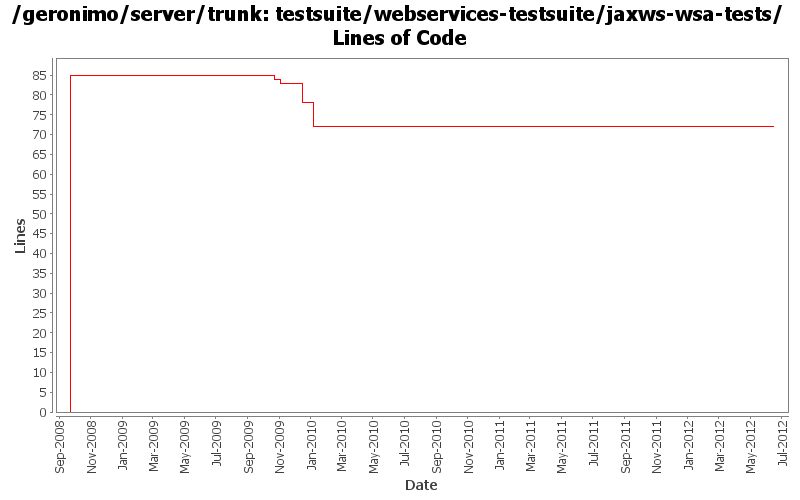 /geronimo/server/trunk: testsuite/webservices-testsuite/jaxws-wsa-tests/
Lines of Code
Lines
85
80
75
70
65
60
55
50
45
40
35
30
25
20
15
10
5
0
Sep-2008
Nov-2008
Jan-2009
Mar-2009
May-2009
Jul-2009
Sep-2009
Nov-2009
Jan-2010
Mar-2010
May-2010
Jul-2010
Sep-2010
Nov-2010
Jan-2011
Mar-2011
May-2011
Jul-2011
Sep-2011
Nov-2011
Jan-2012
Mar-2012
May-2012
Jul-2012
Date